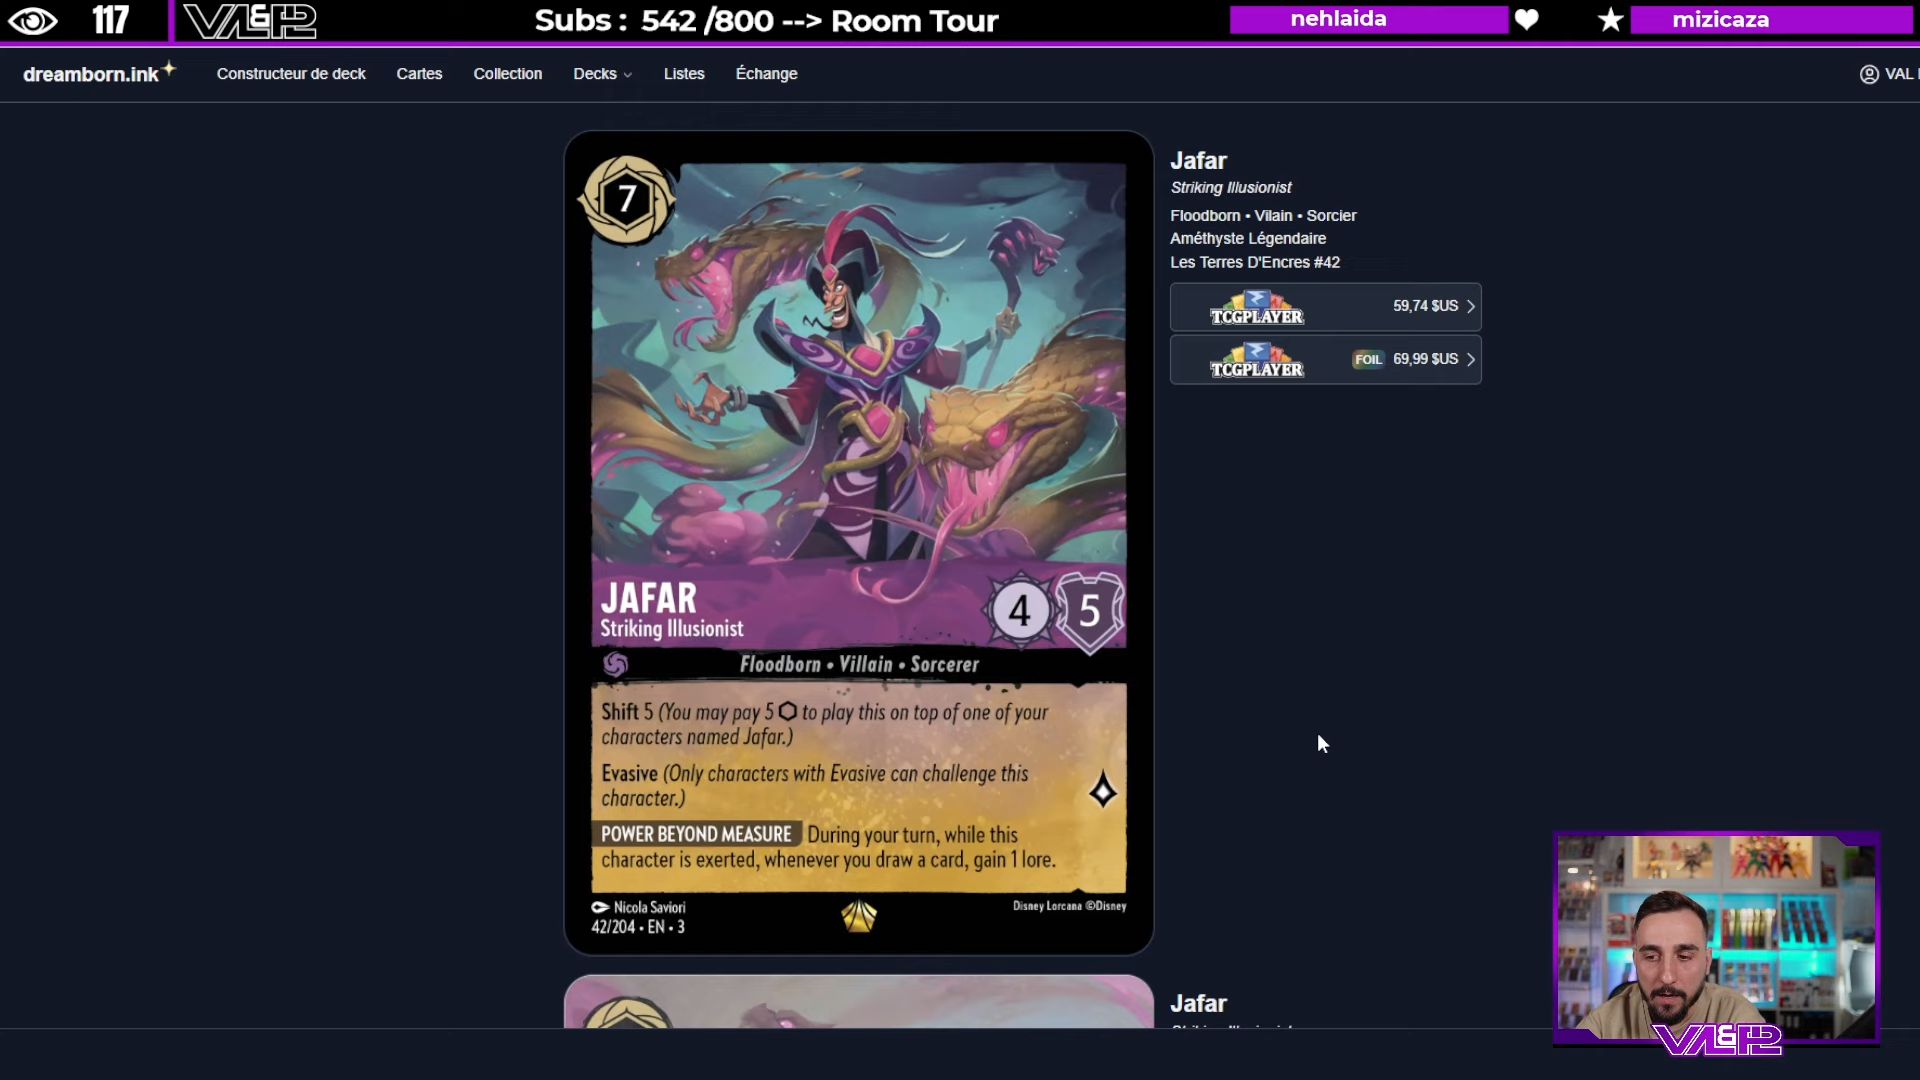 117
VAL&PL
Subs : 542 /800 --> Room Tour
nehlaida
mizicaza
dreamborn.ink
Constructeur de deck
Cartes
Collection
Decks
Listes
Échange
VAL
7
JAFAR
Striking Illusionist
4
5
Floodborn • Villain • Sorcerer
Shift 5 (You may pay 5 to play this on top of one of your
characters named Jafar.)
Evasive (Only characters with Evasive can challenge this
character.)
POWER BEYOND MEASURE During your turn, while this
character is exerted, whenever you draw a card, gain 1 lore.
Nicola Saviori
42/204 • EN • 3
Disney Lorcana ©Disney
Jafar
Striking Illusionist
Floodborn • Vilain • Sorcier
Améthyste Légendaire
Les Terres D'Encres #42
TCGPLAYER
59,74 $US
TCGPLAYER
FOIL
69,99 $US
Jafar